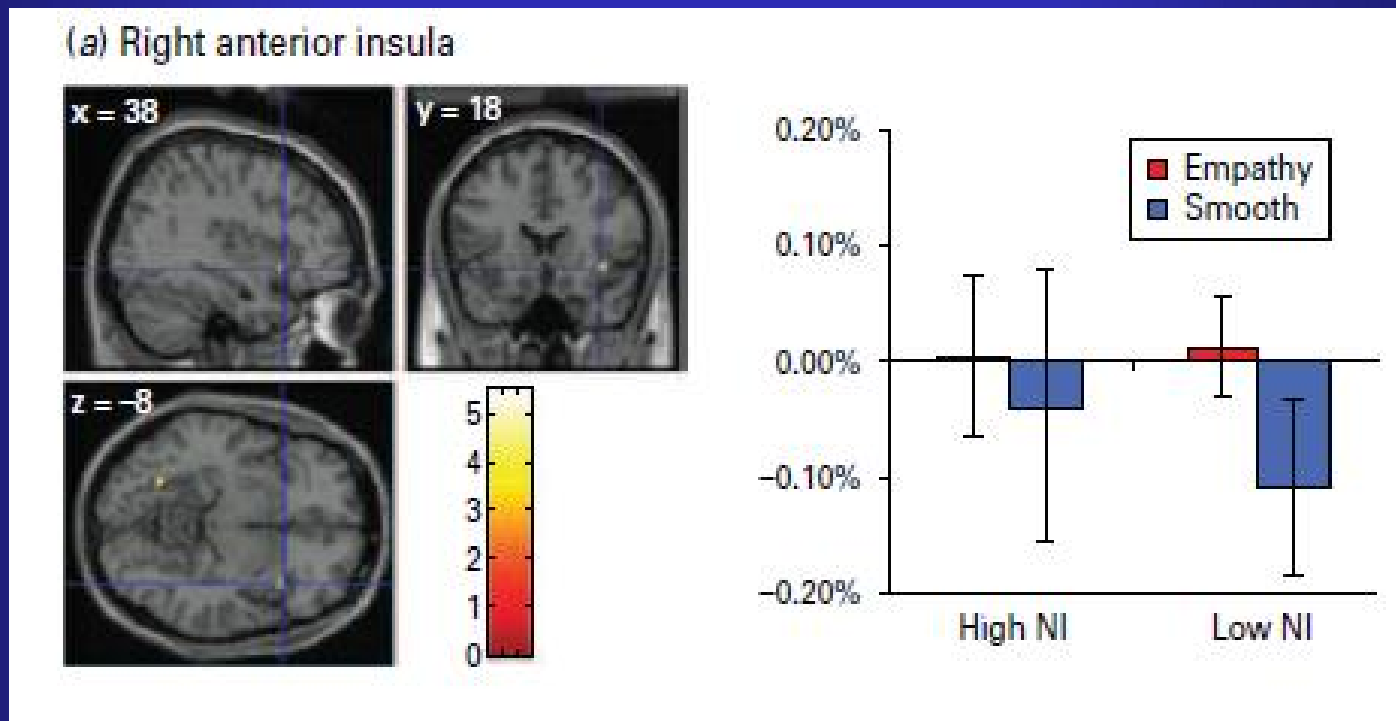 (a) Right anterior insula
x = 38
y = 18
z = –8
5
4
3
2
1
0
0.20%
0.10%
0.00%
–0.10%
–0.20%
Empathy
Smooth
High NI
Low NI